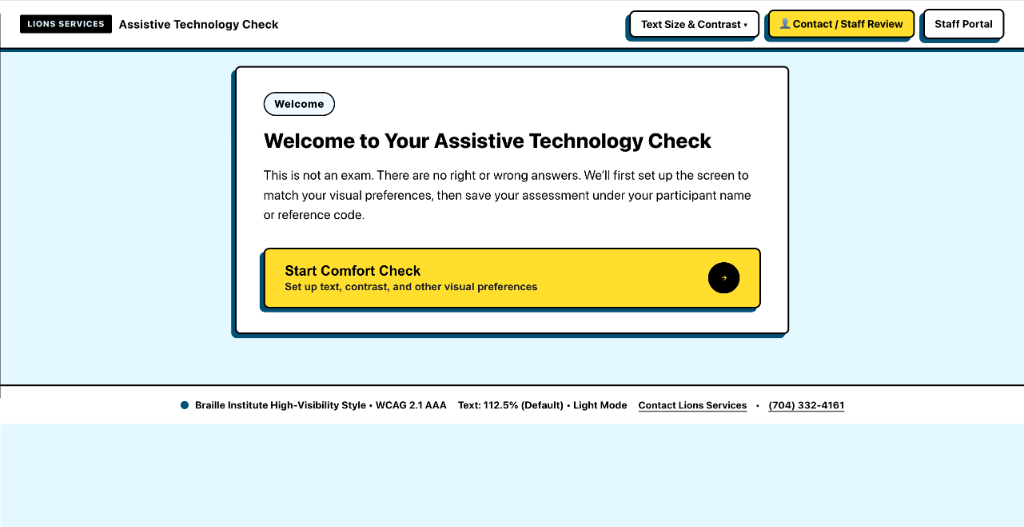 LIONS SERVICES Assistive Technology Check Text Size & Contrast ▾ Contact / Staff Review Staff Portal
Welcome
Welcome to Your Assistive Technology Check
This is not an exam. There are no right or wrong answers. We’ll first set up the screen to
match your visual preferences, then save your assessment under your participant name
or reference code.
Start Comfort Check
Set up text, contrast, and other visual preferences
→
Braille Institute High-Visibility Style • WCAG 2.1 AAA Text: 112.5% (Default) • Light Mode Contact Lions Services • (704) 332-4161